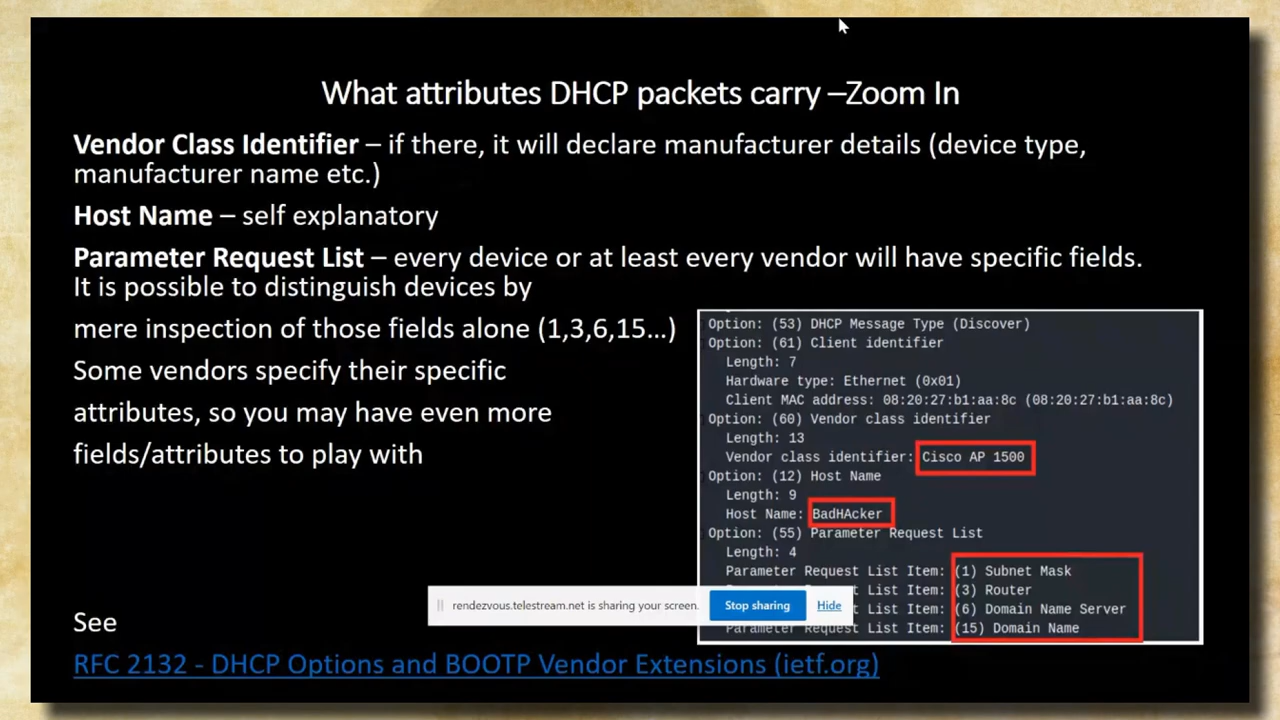 What attributes DHCP packets carry –Zoom In
Vendor Class Identifier – if there, it will declare manufacturer details (device type,
manufacturer name etc.)
Host Name – self explanatory
Parameter Request List – every device or at least every vendor will have specific fields.
It is possible to distinguish devices by
mere inspection of those fields alone (1,3,6,15...)
Some vendors specify their specific
attributes, so you may have even more
fields/attributes to play with
Option: (53) DHCP Message Type (Discover)
Option: (61) Client identifier
Length: 7
Hardware type: Ethernet (0x01)
Client MAC address: 08:20:27:b1:aa:8c (08:20:27:b1:aa:8c)
Option: (60) Vendor class identifier
Length: 13
Vendor class identifier: Cisco AP 1500
Option: (12) Host Name
Length: 9
Host Name: BadHAcker
Option: (55) Parameter Request List
Length: 4
Parameter Request List Item: (1) Subnet Mask
t List Item: (3) Router
t List Item: (6) Domain Name Server
Parameter Request List Item: (15) Domain Name
rendezvous.telestream.net is sharing your screen.
Stop sharing
Hide
See
RFC 2132 - DHCP Options and BOOTP Vendor Extensions (ietf.org)